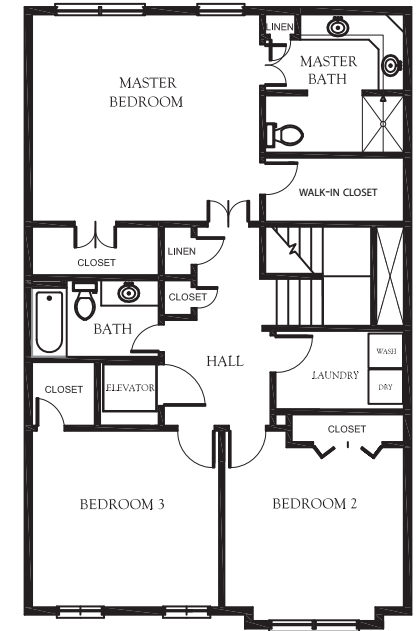 LINEN
MASTER
BATH
MASTER
BEDROOM
WALK-IN CLOSET
LINEN
CLOSET
CLOSET
BATH
WASH
HALL
LAUNDRY
DRY
CLOSET
ELEVATOR
CLOSET
BEDROOM 3
BEDROOM 2